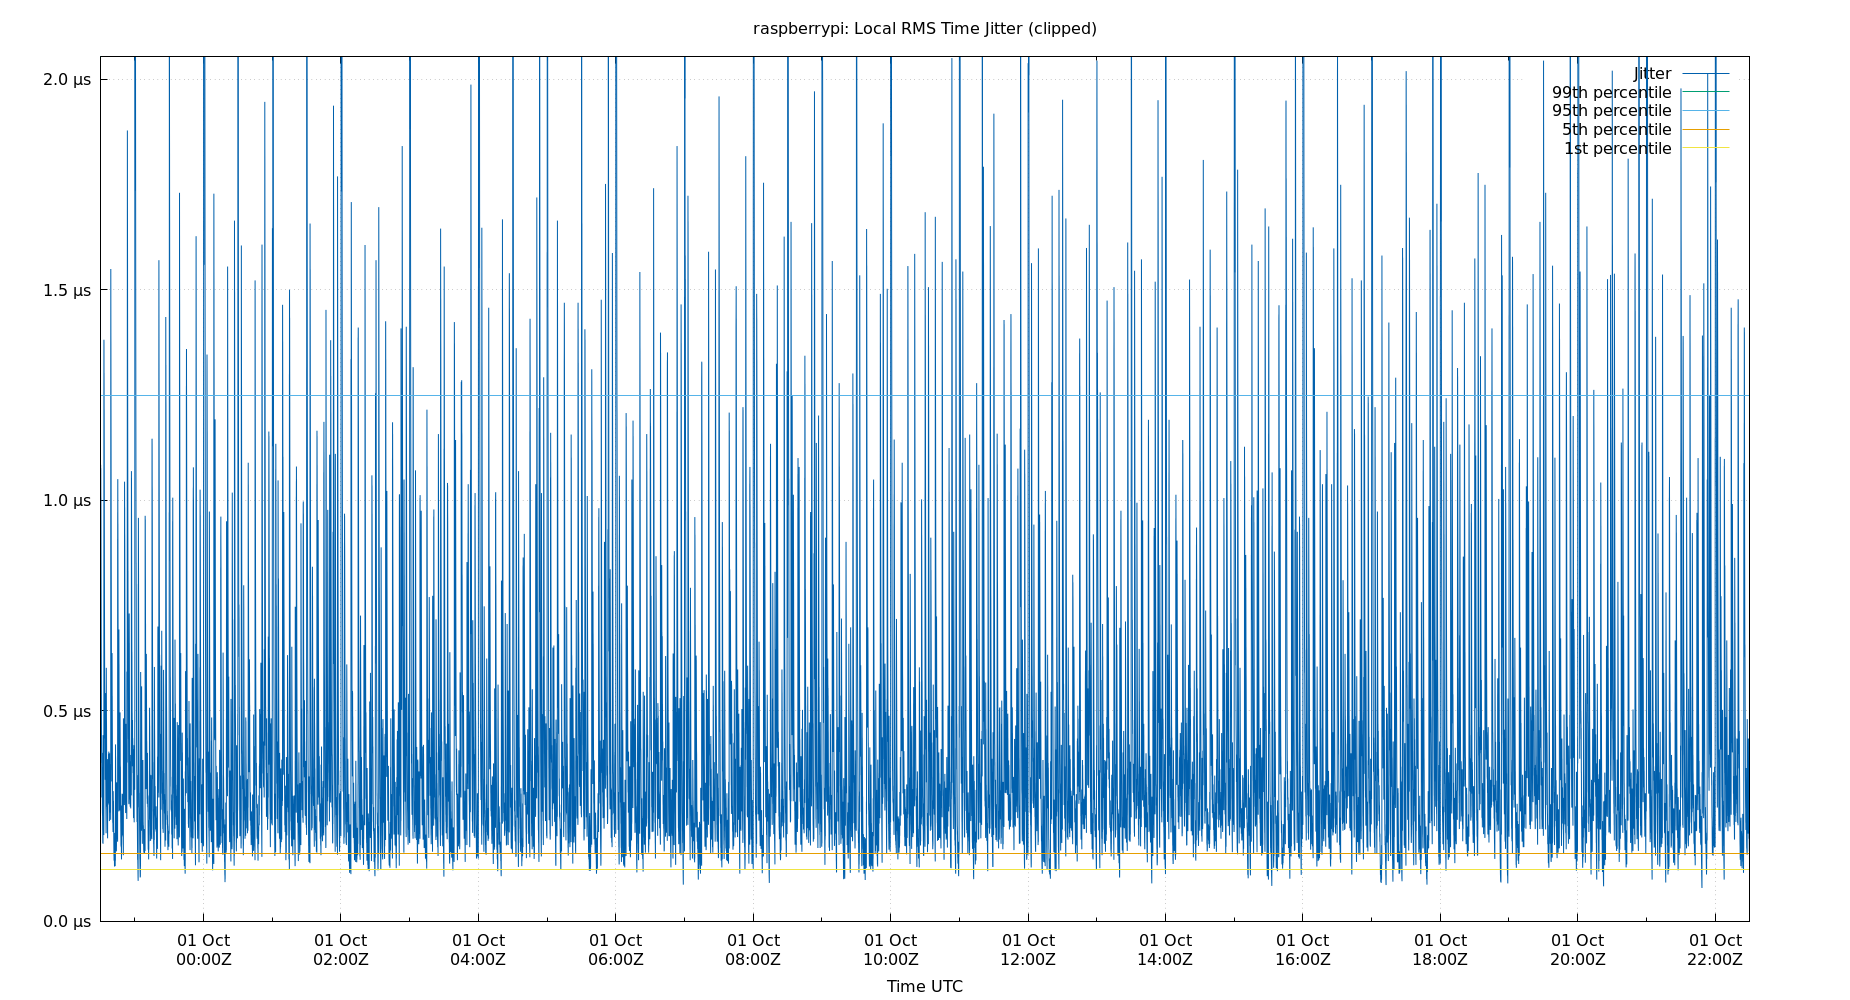 raspberrypi: Local RMS Time Jitter (clipped)
2.0 µs
1.5 µs
1.0 µs
0.5 µs
0.0 µs
Jitter
99th percentile
95th percentile
5th percentile
1st percentile
01 Oct 01 Oct 01 Oct 01 Oct 01 Oct 01 Oct 01 Oct 01 Oct 01 Oct 01 Oct 01 Oct 01 Oct
00:00Z 02:00Z 04:00Z 06:00Z 08:00Z 10:00Z 12:00Z 14:00Z 16:00Z 18:00Z 20:00Z 22:00Z
Time UTC